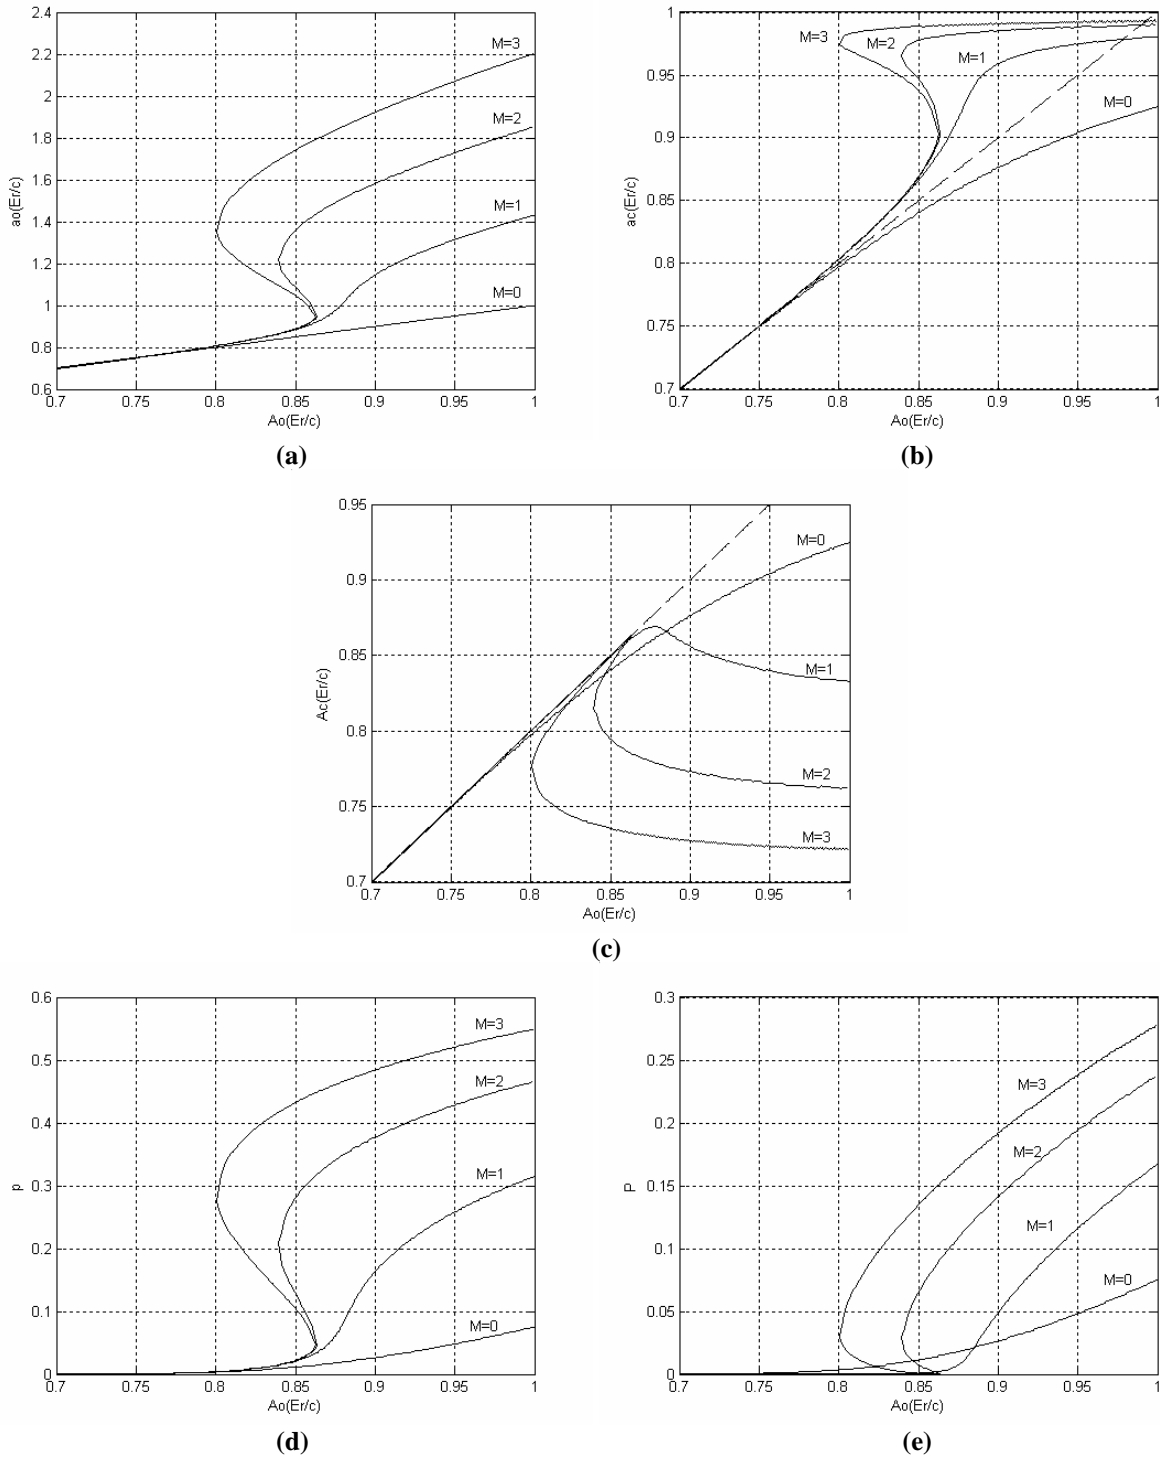 2.4
2.2
2
1.8
1.6
1.4
1.2
1
0.8
0.6
ao(Er/c)
M=3
M=2
M=1
M=0
0.7 0.75 0.8 0.85 0.9 0.95 1
Ao(Er/c)
(a)
1
0.95
0.9
0.85
0.8
0.75
0.7
ac(Er/c)
M=3
M=2
M=1
M=0
0.7 0.75 0.8 0.85 0.9 0.95 1
Ao(Er/c)
(b)
0.95
0.9
0.85
0.8
0.75
0.7
Ac(Er/c)
M=0
M=1
M=2
M=3
0.7 0.75 0.8 0.85 0.9 0.95 1
Ao(Er/c)
(c)
0.6
0.5
0.4
0.3
0.2
0.1
0
p
M=3
M=2
M=1
M=0
0.7 0.75 0.8 0.85 0.9 0.95 1
Ao(Er/c)
(d)
0.3
0.25
0.2
0.15
0.1
0.05
0
P
M=3
M=2
M=1
M=0
0.7 0.75 0.8 0.85 0.9 0.95 1
Ao(Er/c)
(e)